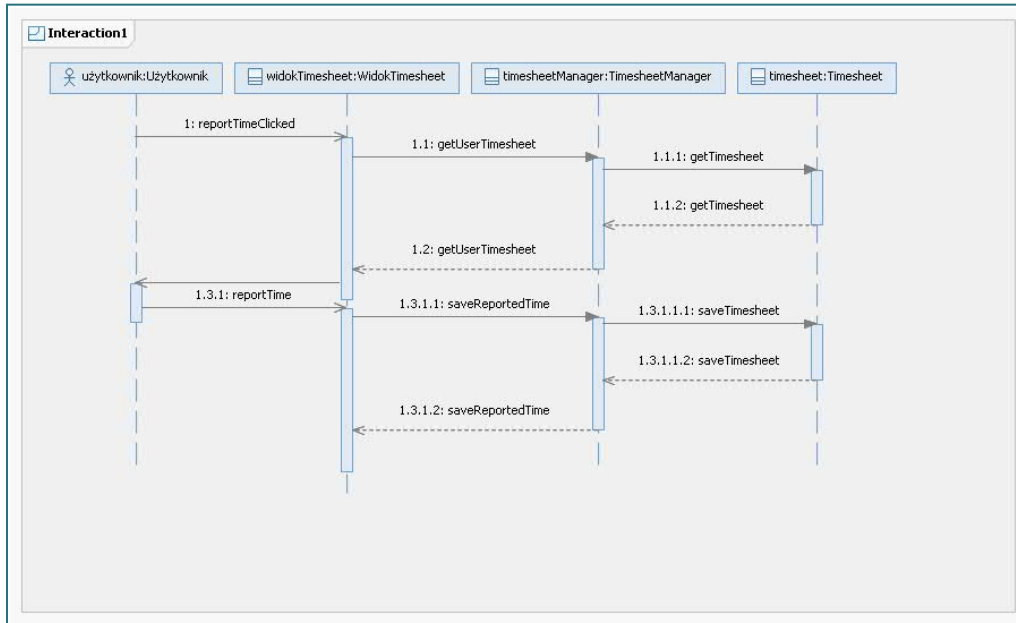 Interaction1
użytkownik:Użytkownik
widokTimesheet:WidokTimesheet
timesheetManager:TimesheetManager
timesheet:Timesheet
1: reportTimeClicked
1.1: getUserTimesheet
1.1.1: getTimesheet
1.1.2: getTimesheet
1.2: getUserTimesheet
1.3.1: reportTime
1.3.1.1: saveReportedTime
1.3.1.1.1: saveTimesheet
1.3.1.1.2: saveTimesheet
1.3.1.2: saveReportedTime